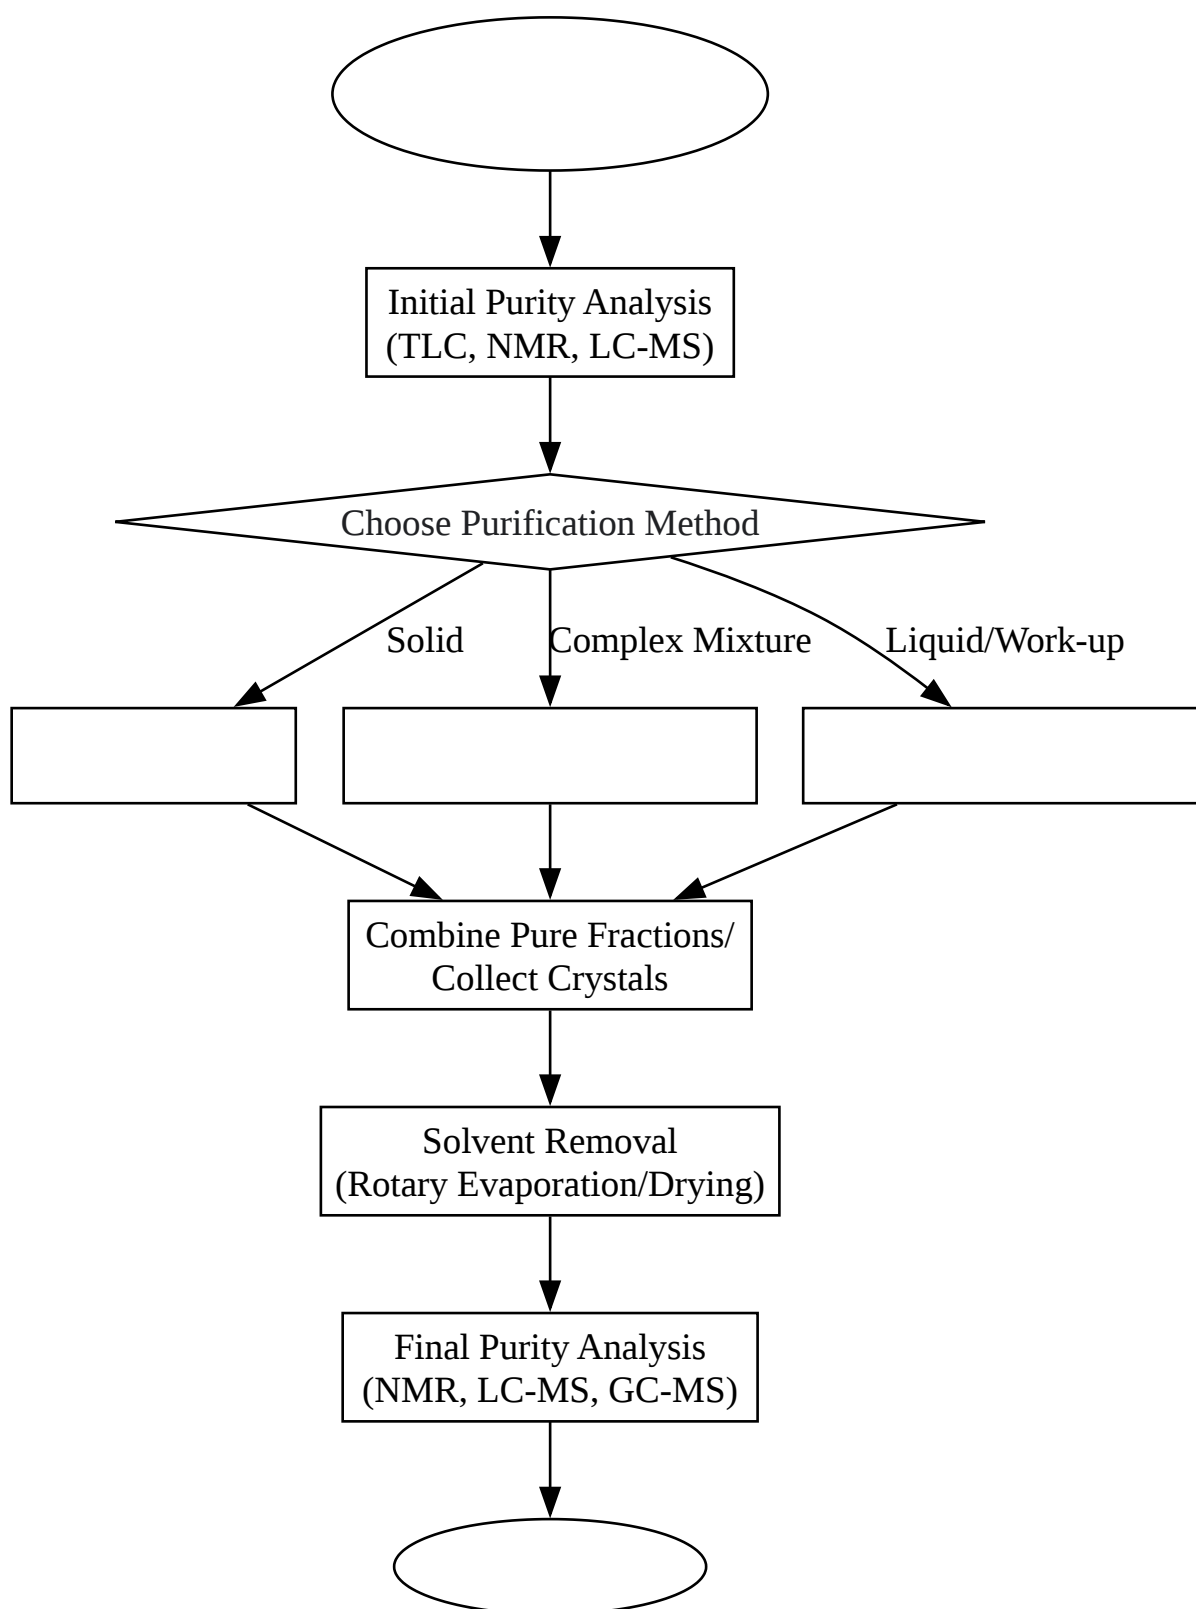 Initial Purity Analysis
(TLC, NMR, LC-MS)
Choose Purification Method
Solid
Complex Mixture
Liquid/Work-up
Combine Pure Fractions/
Collect Crystals
Solvent Removal
(Rotary Evaporation/Drying)
Final Purity Analysis
(NMR, LC-MS, GC-MS)